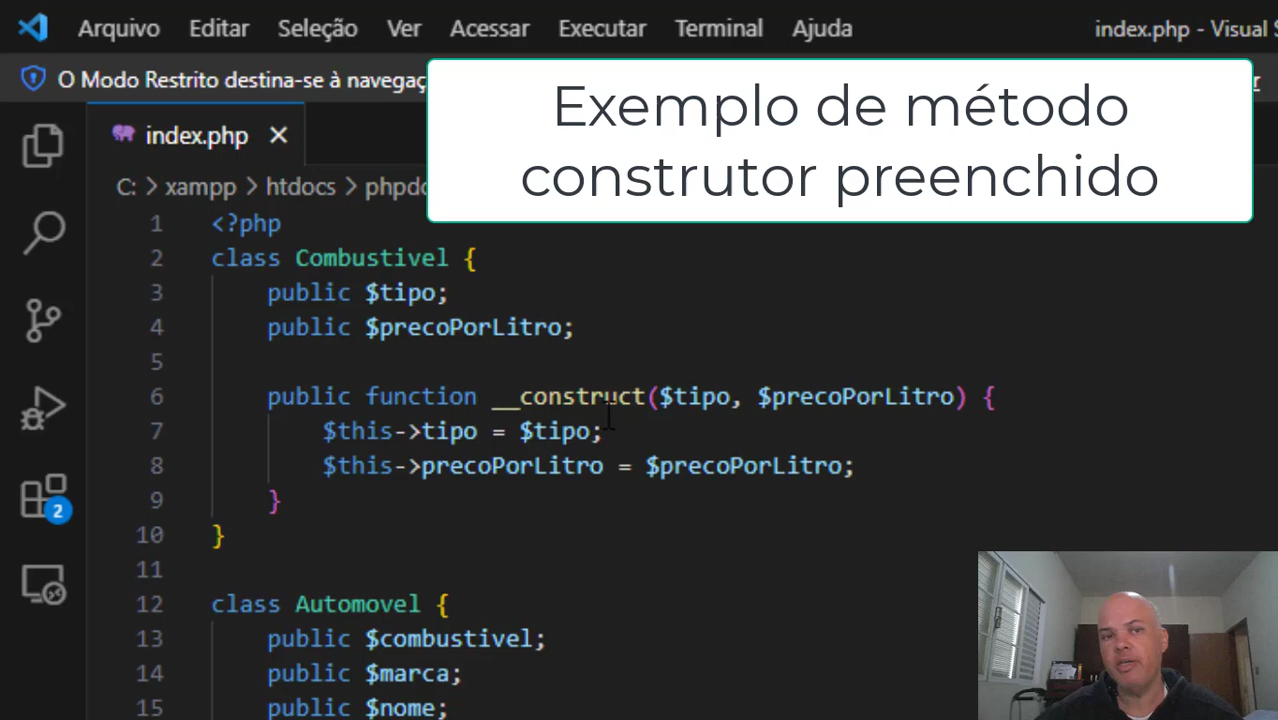 Arquivo Editar Seleção Ver Acessar Executar Terminal Ajuda index.php - Visual
O Modo Restrito destina-se à
Exemplo de método
construtor preenchido
index.php
C: > xampp > htdocs >
1 <?php
2 class Combustivel {
3 public $tipo;
4 public $precoPorLitro;
5
6 public function __construct($tipo, $precoPorLitro) {
7 $this->tipo = $tipo;
8 $this->precoPorLitro = $precoPorLitro;
9 }
10 }
11
12 class Automovel {
13 public $combustivel;
14 public $marca;
15 public $nome;
2